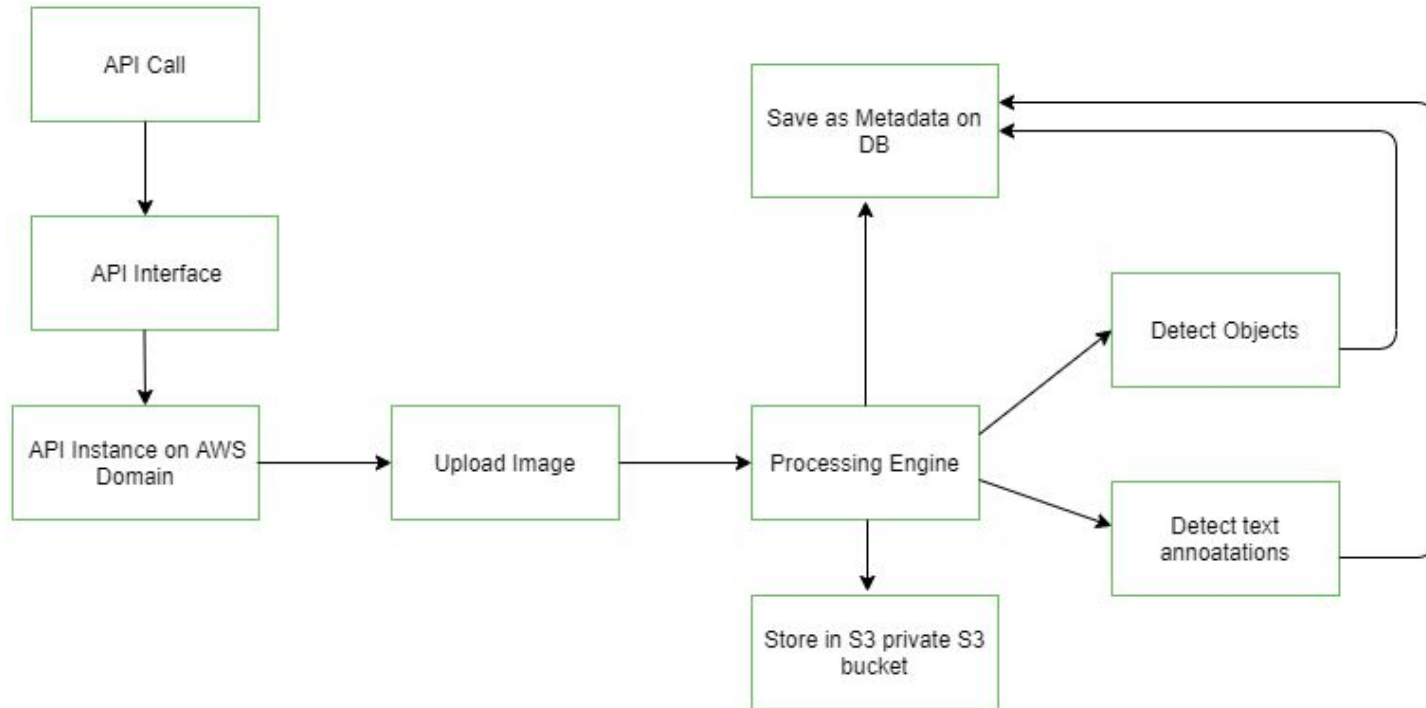 API Call
API Interface
API Instance on AWS
Domain
Upload Image
Processing Engine
Save as Metadata on
DB
Detect Objects
Detect text
annoatations
Store in S3 private S3
bucket